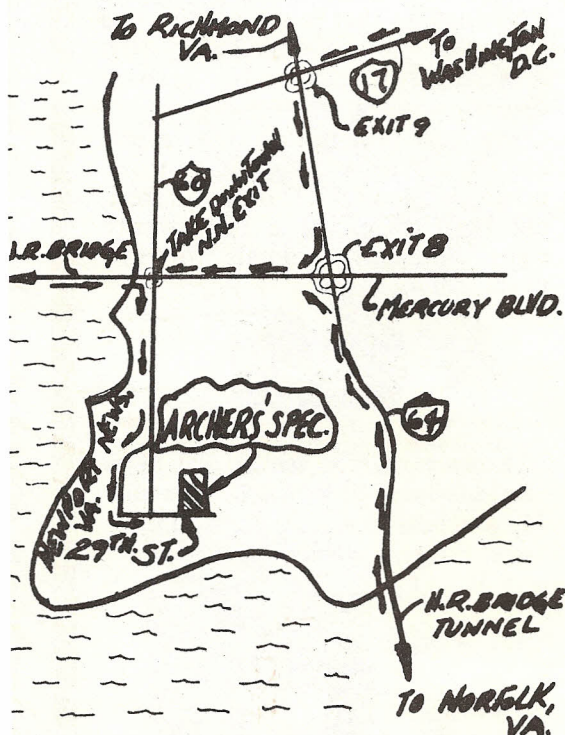 TO RICHMOND
VA.
TO
WASHINGTON
D.C.
17
EXIT 9
60
TAKE DOWNTOWN
N.N. EXIT
J.R. BRIDGE
EXIT 8
MERCURY BLVD.
64
ARCHERS' SPEC.
NEWPORT NEWS,
VA.
29TH. ST.
H.R. BRIDGE
TUNNEL
TO NORFOLK,
VA.